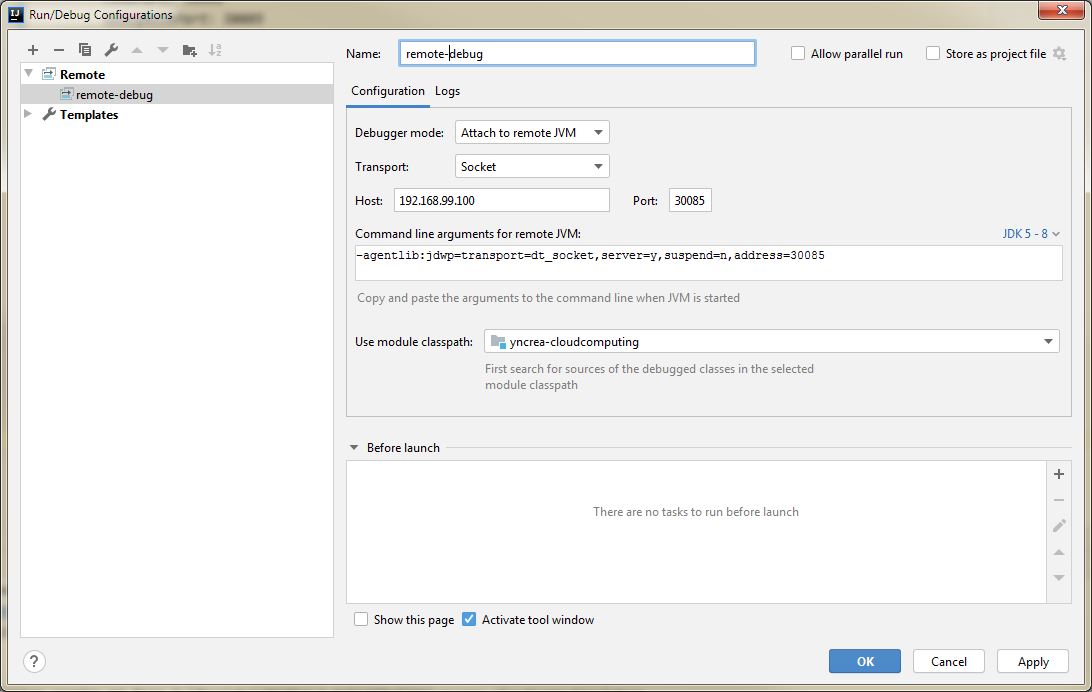 IJ Run/Debug Configurations
Name: remote-debug
Allow parallel run
Store as project file
Remote
remote-debug
Templates
Configuration Logs
Debugger mode: Attach to remote JVM
Transport: Socket
Host: 192.168.99.100 Port: 30085
Command line arguments for remote JVM: JDK 5 - 8
-agentlib:jdwp=transport=dt_socket,server=y,suspend=n,address=30085
Copy and paste the arguments to the command line when JVM is started
Use module classpath: yncrea-cloudcomputing
First search for sources of the debugged classes in the selected
module classpath
Before launch
There are no tasks to run before launch
Show this page Activate tool window
? OK Cancel Apply